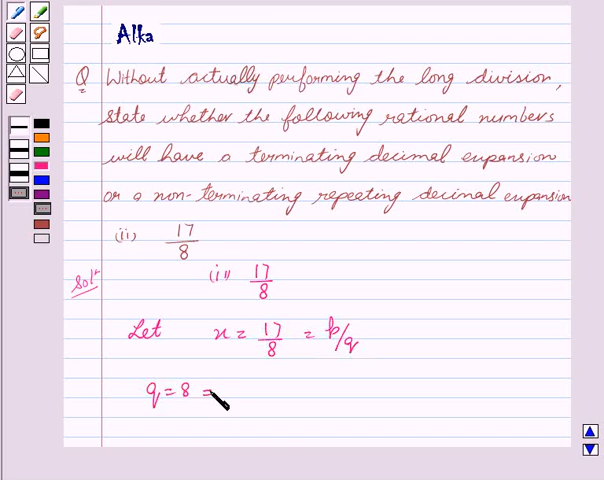 Alka
Q Without actually performing the long division,
state whether the following rational numbers
will have a terminating decimal expansion
or a non-terminating repeating decimal expansion
(ii) 17/8
Solⁿ (ii) 17/8
Let x = 17/8 = p/q
q = 8 =